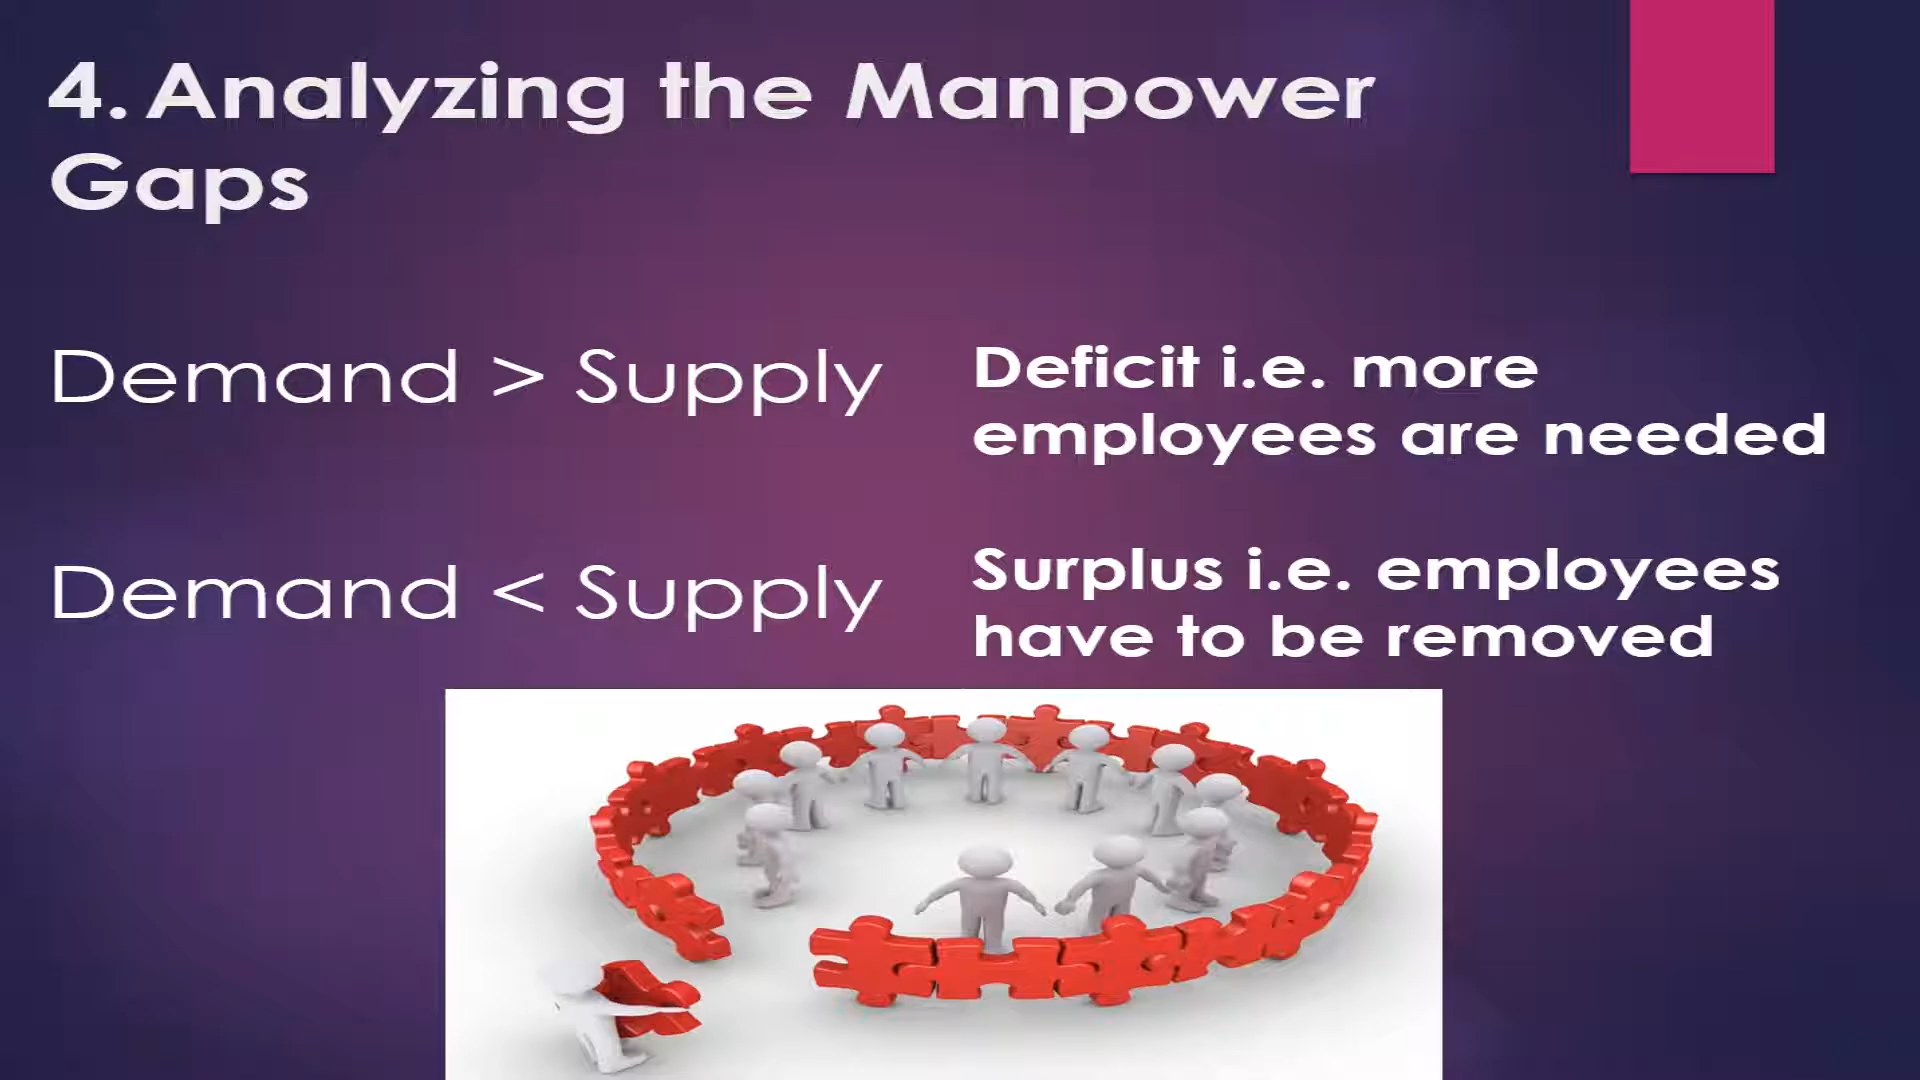 4. Analyzing the Manpower
Gaps
Demand > Supply
Deficit i.e. more
employees are needed
Demand < Supply
Surplus i.e. employees
have to be removed